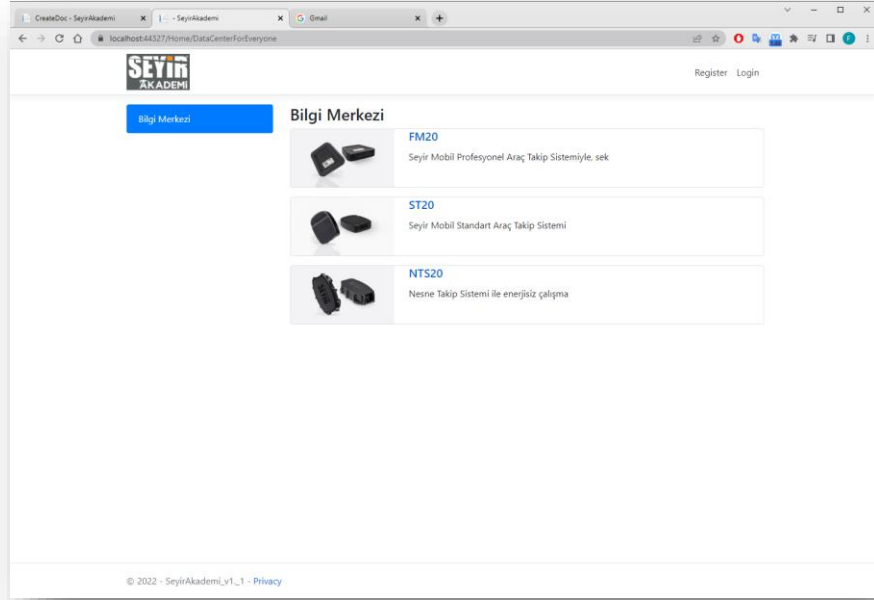 CreateDoc - SeyirAkademi
- SeyirAkademi
Gmail
localhost:44327/Home/DataCenterForEveryone
SEYİR
AKADEMİ
Register Login
Bilgi Merkezi
Bilgi Merkezi
FM20
Seyir Mobil Profesyonel Araç Takip Sistemiyle, sek
ST20
Seyir Mobil Standart Araç Takip Sistemi
NTS20
Nesne Takip Sistemi ile enerjisiz çalışma
© 2022 - SeyirAkademi_v1._1 - Privacy